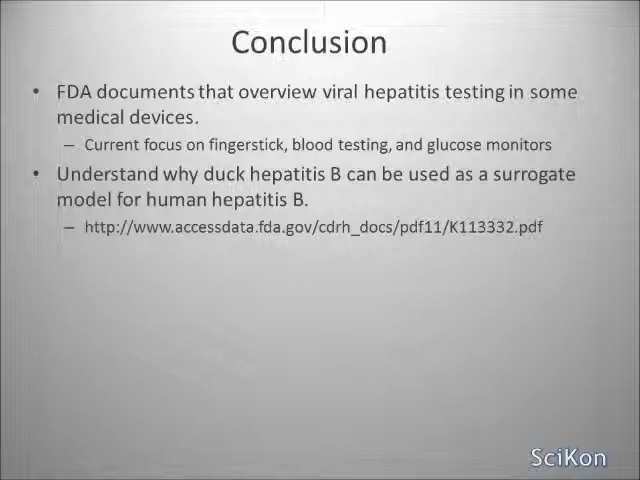 Conclusion
• FDA documents that overview viral hepatitis testing in some
medical devices.
– Current focus on fingerstick, blood testing, and glucose monitors
• Understand why duck hepatitis B can be used as a surrogate
model for human hepatitis B.
– http://www.accessdata.fda.gov/cdrh_docs/pdf11/K113332.pdf
SciKon